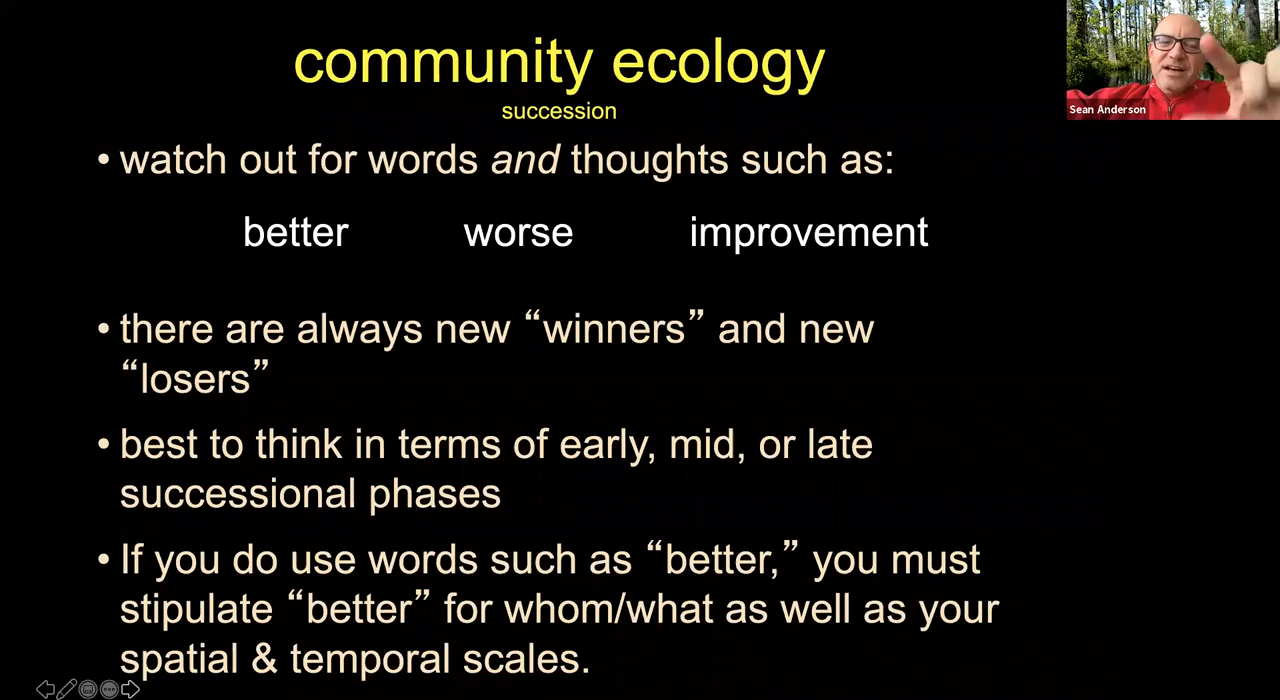 community ecology
succession
Sean Anderson
• watch out for words and thoughts such as:
better worse improvement
• there are always new “winners” and new
“losers”
• best to think in terms of early, mid, or late
successional phases
• If you do use words such as “better,” you must
stipulate “better” for whom/what as well as your
spatial & temporal scales.